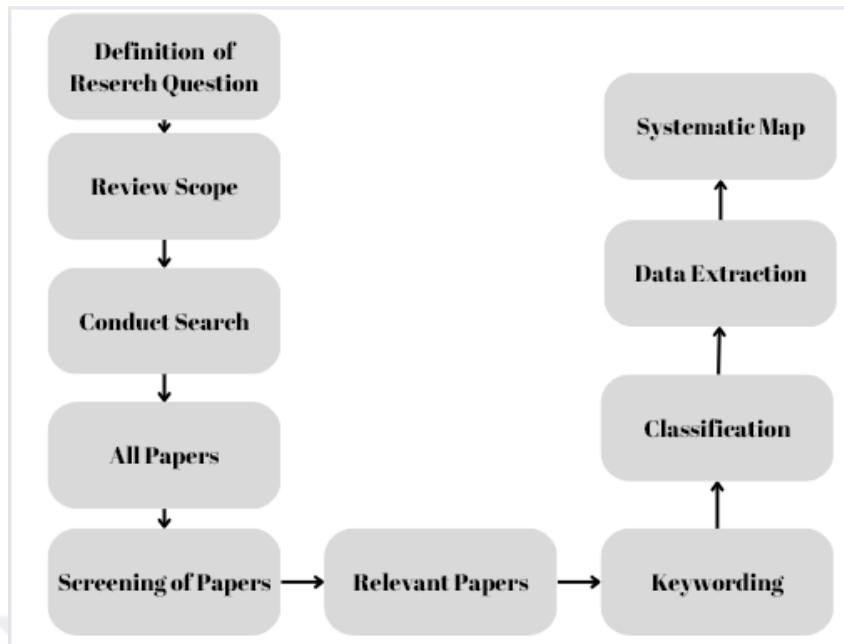 Definition of
Reserch Question
Review Scope
Conduct Search
All Papers
Screening of Papers
Relevant Papers
Keywording
Classification
Data Extraction
Systematic Map